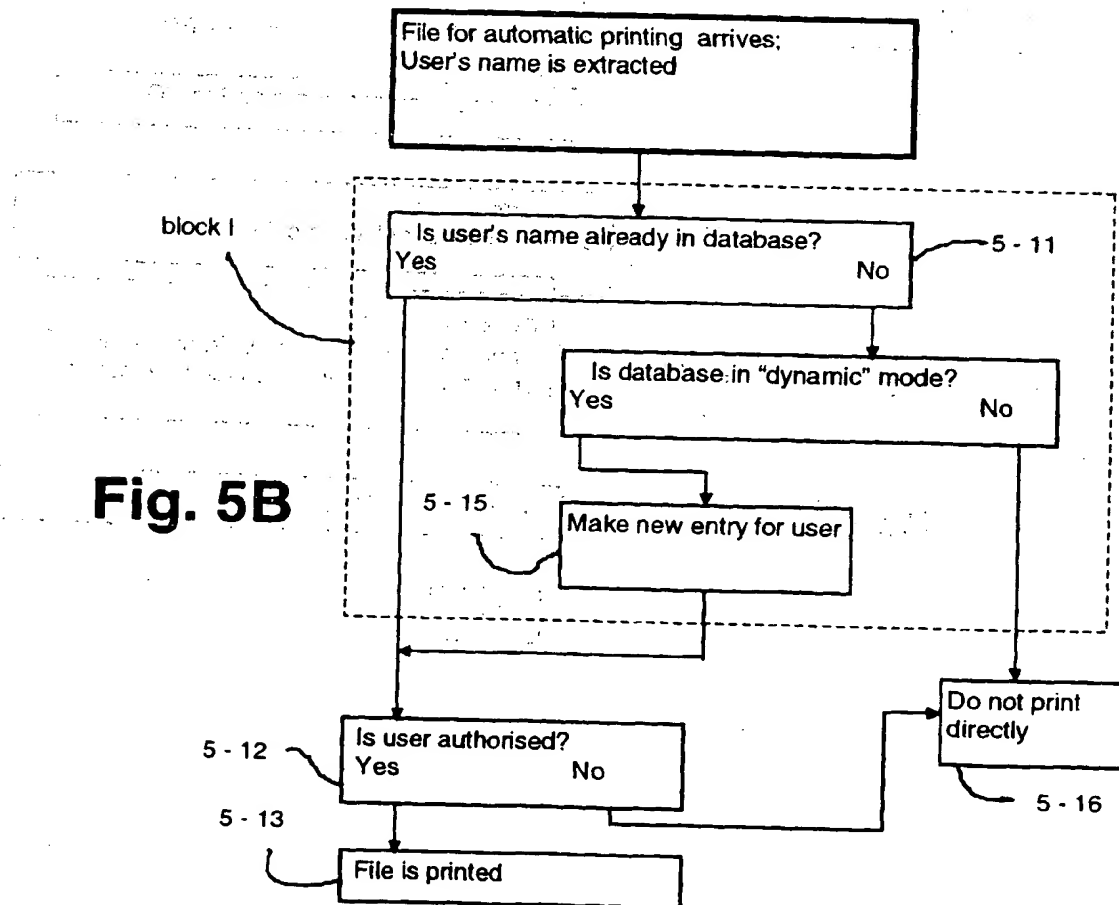 File for automatic printing arrives;
User's name is extracted
block I
Is user's name already in database?
Yes
No
5 - 11
Is database in "dynamic" mode?
Yes
No
Fig. 5B
5 - 15
Make new entry for user
Do not print
directly
5 - 12
Is user authorised?
Yes
No
5 - 16
5 - 13
File is printed